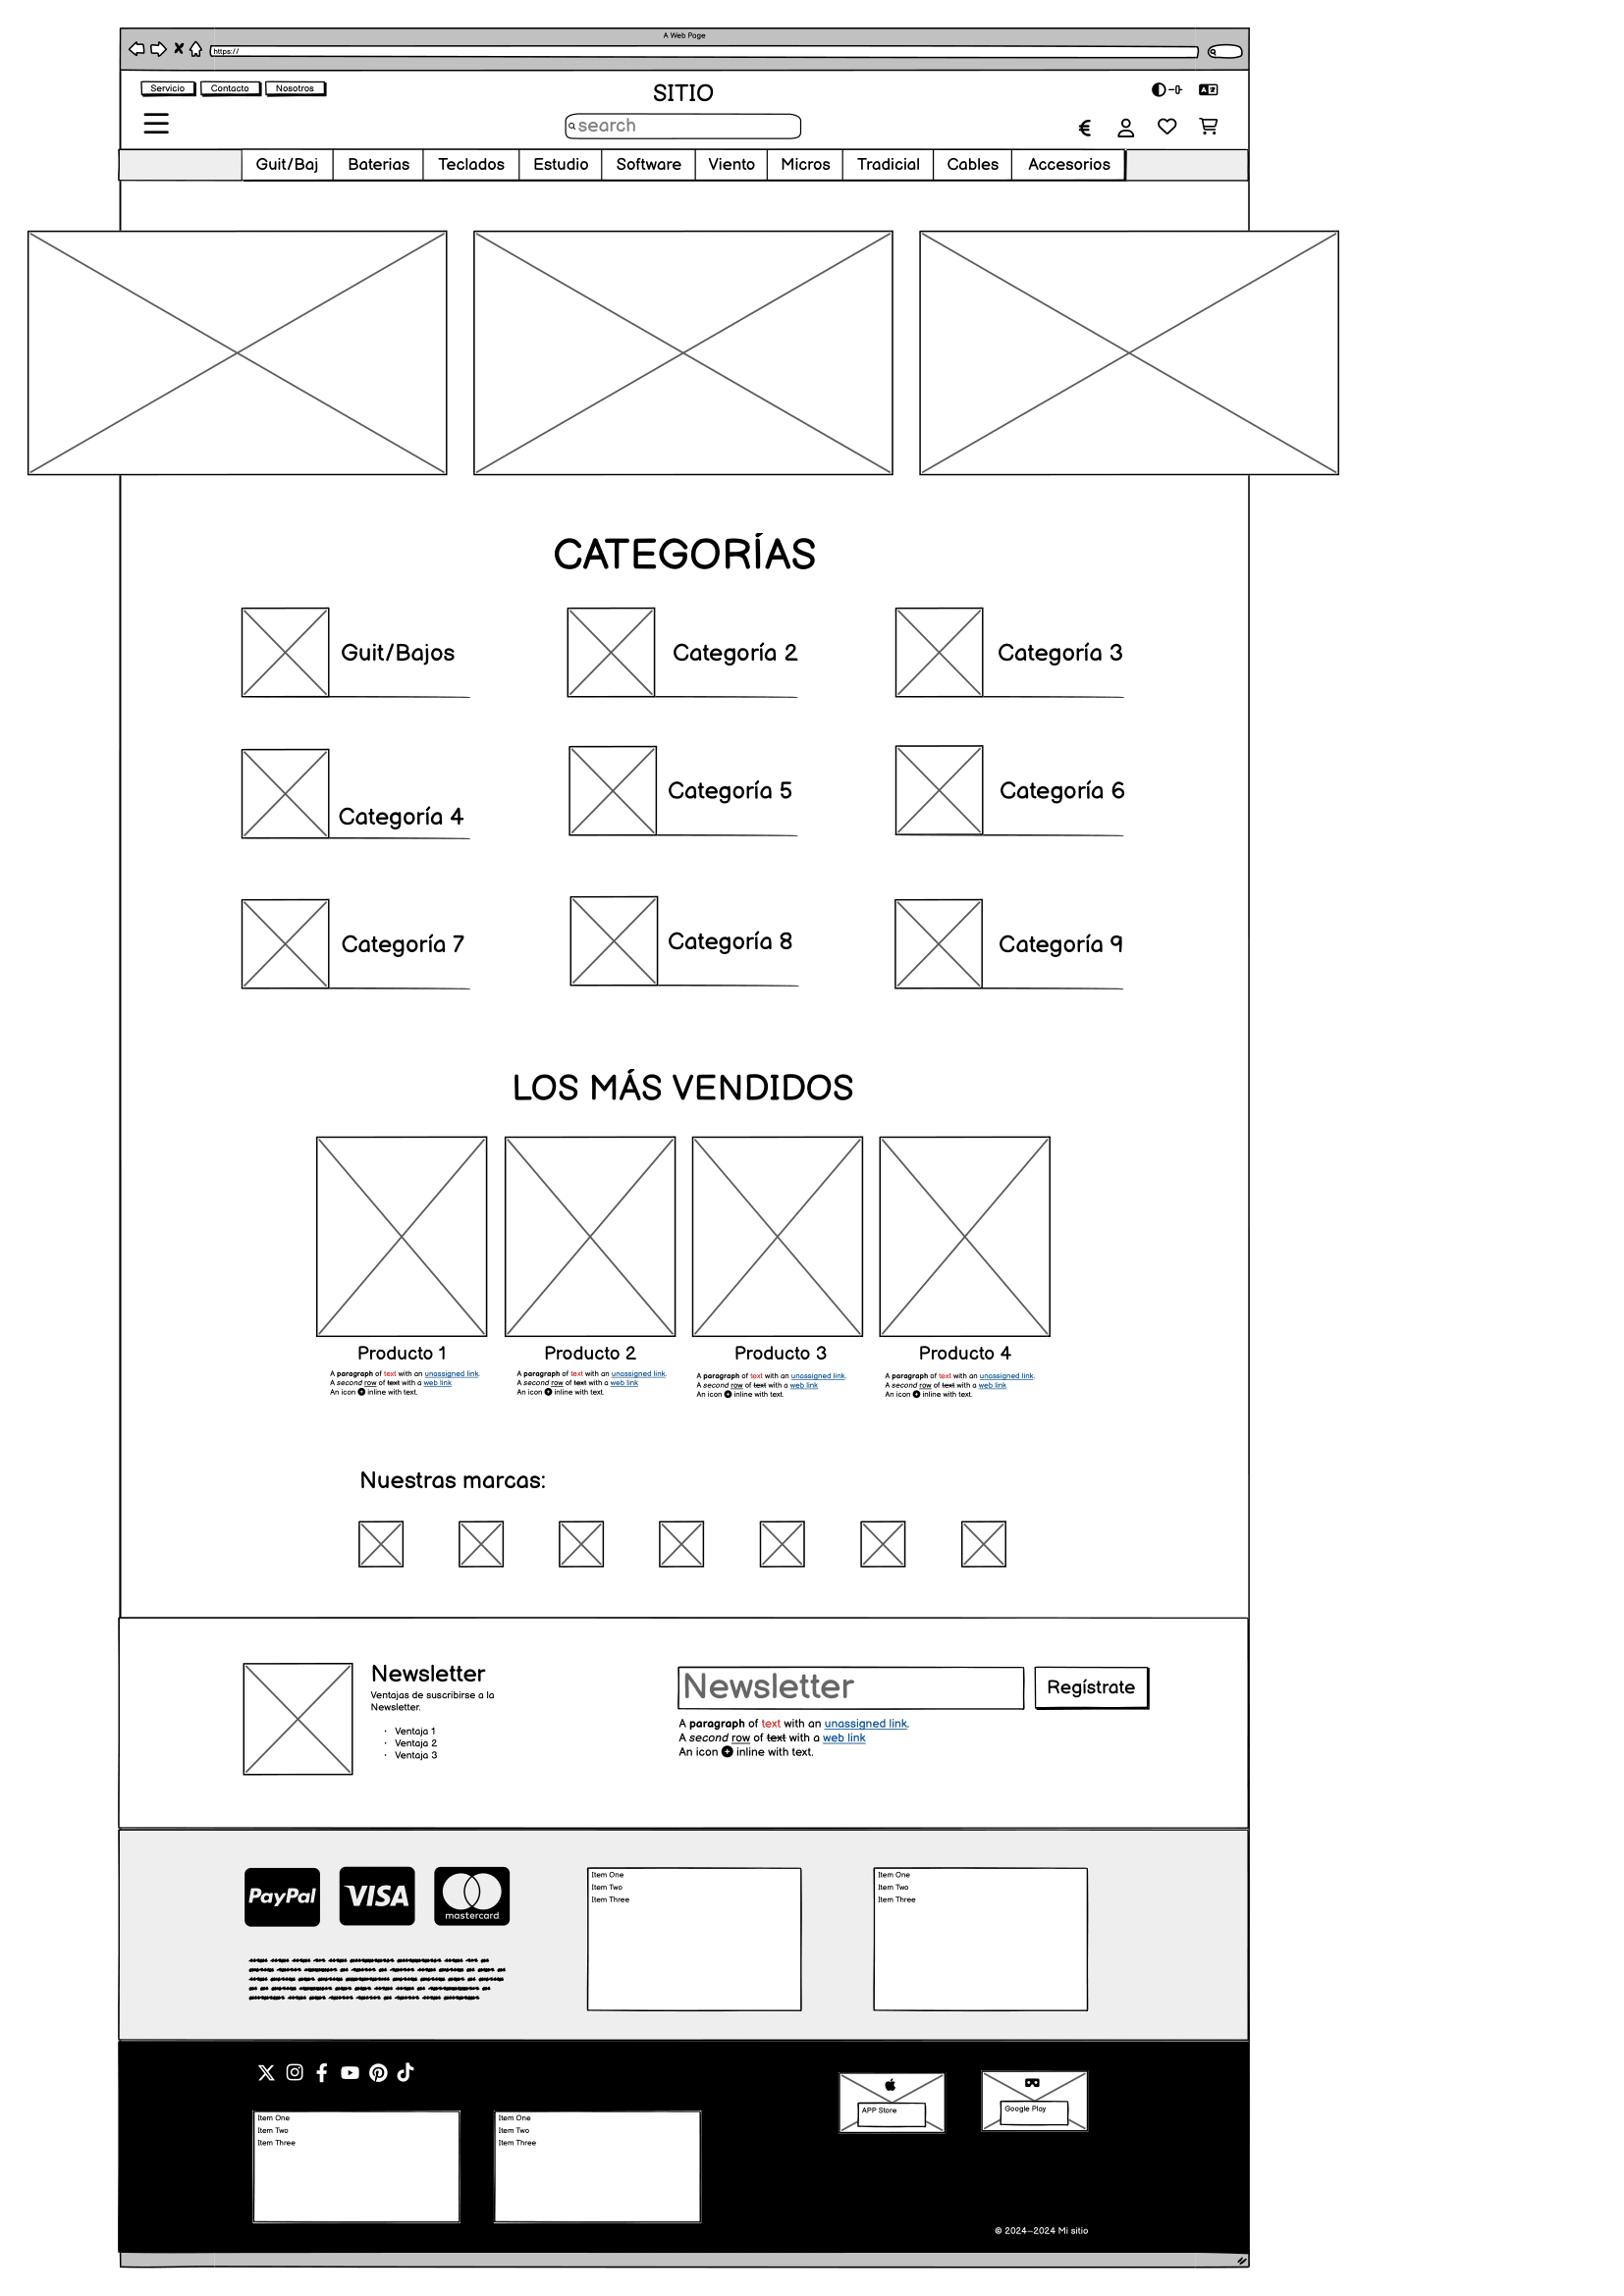 A Web Page
https://
Servicio Contacto Nosotros
SITIO
search
€
Guit/Baj Baterias Teclados Estudio Software Viento Micros Tradicial Cables Accesorios
CATEGORÍAS
Guit/Bajos Categoría 2 Categoría 3
Categoría 4 Categoría 5 Categoría 6
Categoría 7 Categoría 8 Categoría 9
LOS MÁS VENDIDOS
Producto 1
A paragraph of text with an unassigned link.
A second row of text with a web link
An icon inline with text.
Producto 2
A paragraph of text with an unassigned link.
A second row of text with a web link
An icon inline with text.
Producto 3
A paragraph of text with an unassigned link.
A second row of text with a web link
An icon inline with text.
Producto 4
A paragraph of text with an unassigned link.
A second row of text with a web link
An icon inline with text.
Nuestras marcas:
Newsletter
Ventajas de suscribirse a la
Newsletter.
· Ventaja 1
· Ventaja 2
· Ventaja 3
Newsletter
Regístrate
A paragraph of text with an unassigned link.
A second row of text with a web link
An icon inline with text.
PayPal VISA mastercard
Item One
Item Two
Item Three
Item One
Item Two
Item Three
Item One
Item Two
Item Three
Item One
Item Two
Item Three
APP Store
Google Play
© 2024–2024 Mi sitio